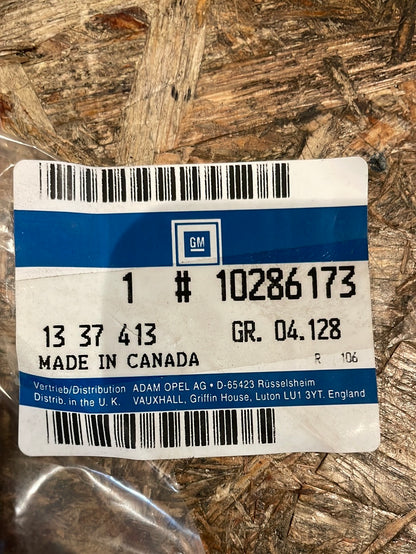 GM
1 # 10286173
13 37 413 GR. 04.128
MADE IN CANADA R 106
Vertrieb/Distribution ADAM OPEL AG • D-65423 Rüsselsheim
Distrib. in the U. K. VAUXHALL, Griffin House, Luton LU1 3YT. England